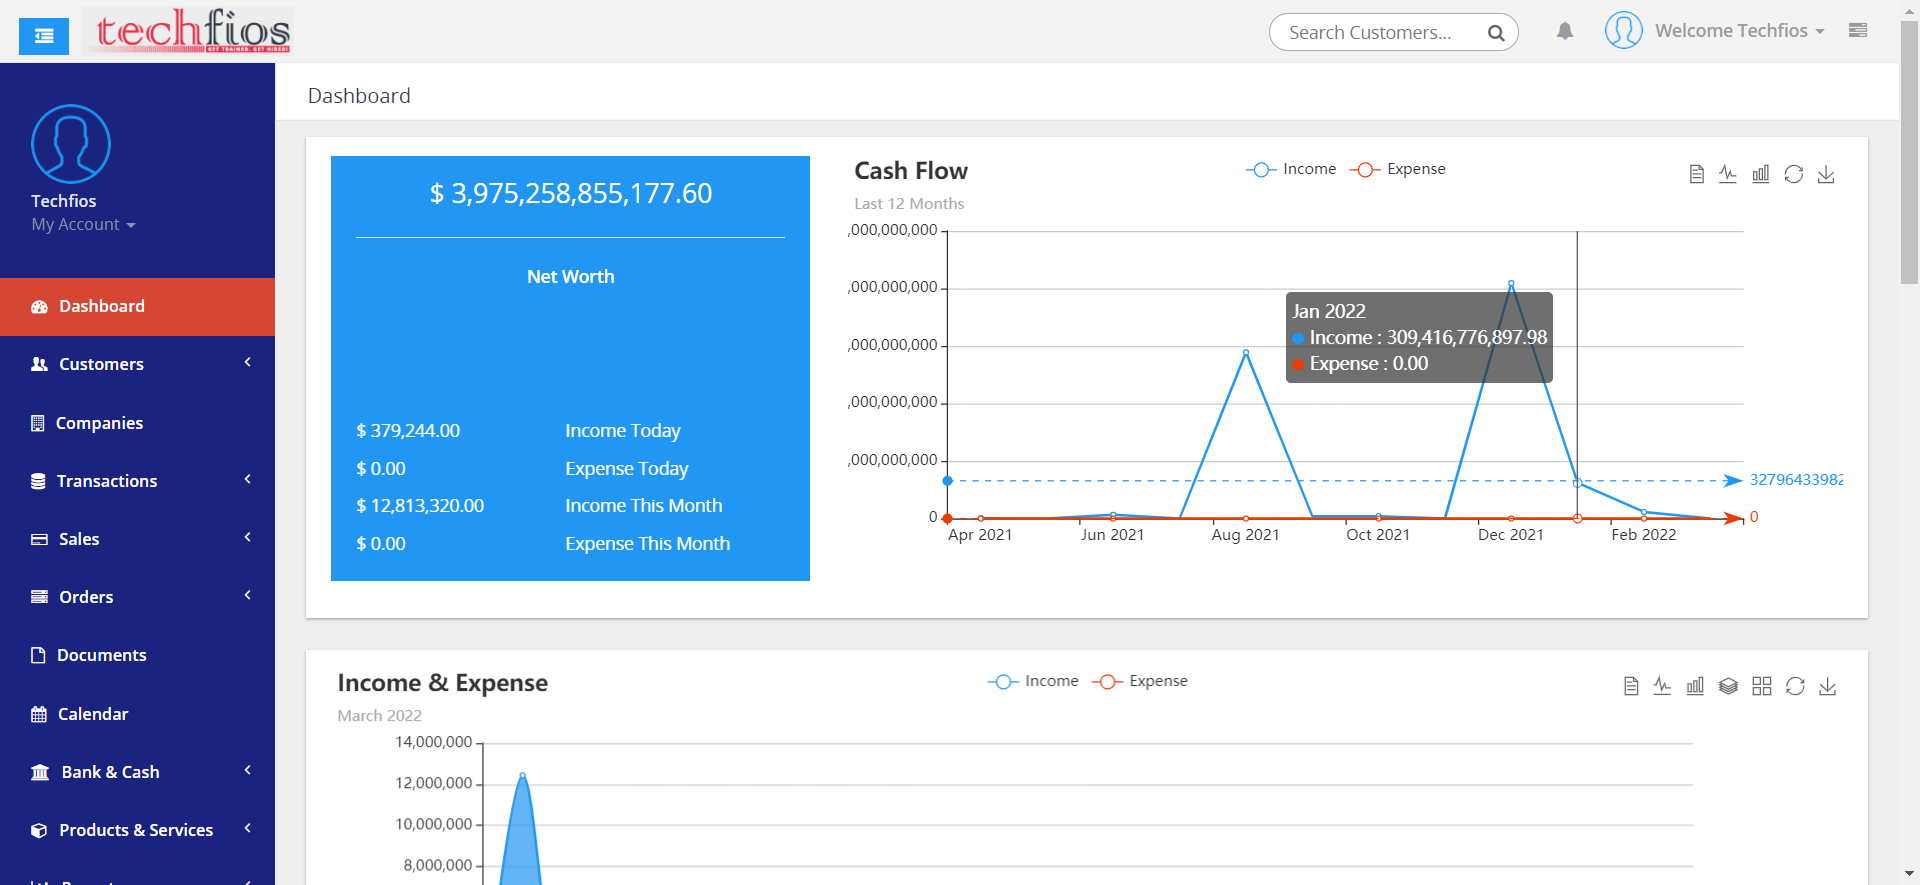 techfios
GET TRAINED. GET HIRED!
Search Customers...
Welcome Techfios
Techfios
My Account
Dashboard
Customers
Companies
Transactions
Sales
Orders
Documents
Calendar
Bank & Cash
Products & Services
Dashboard
$ 3,975,258,855,177.60
Net Worth
$ 379,244.00 Income Today
$ 0.00 Expense Today
$ 12,813,320.00 Income This Month
$ 0.00 Expense This Month
Cash Flow
Last 12 Months
Income Expense
,000,000,000
,000,000,000
,000,000,000
,000,000,000
,000,000,000
0
Jan 2022
Income : 309,416,776,897.98
Expense : 0.00
32796433982
0
Apr 2021 Jun 2021 Aug 2021 Oct 2021 Dec 2021 Feb 2022
Income & Expense
March 2022
Income Expense
14,000,000
12,000,000
10,000,000
8,000,000